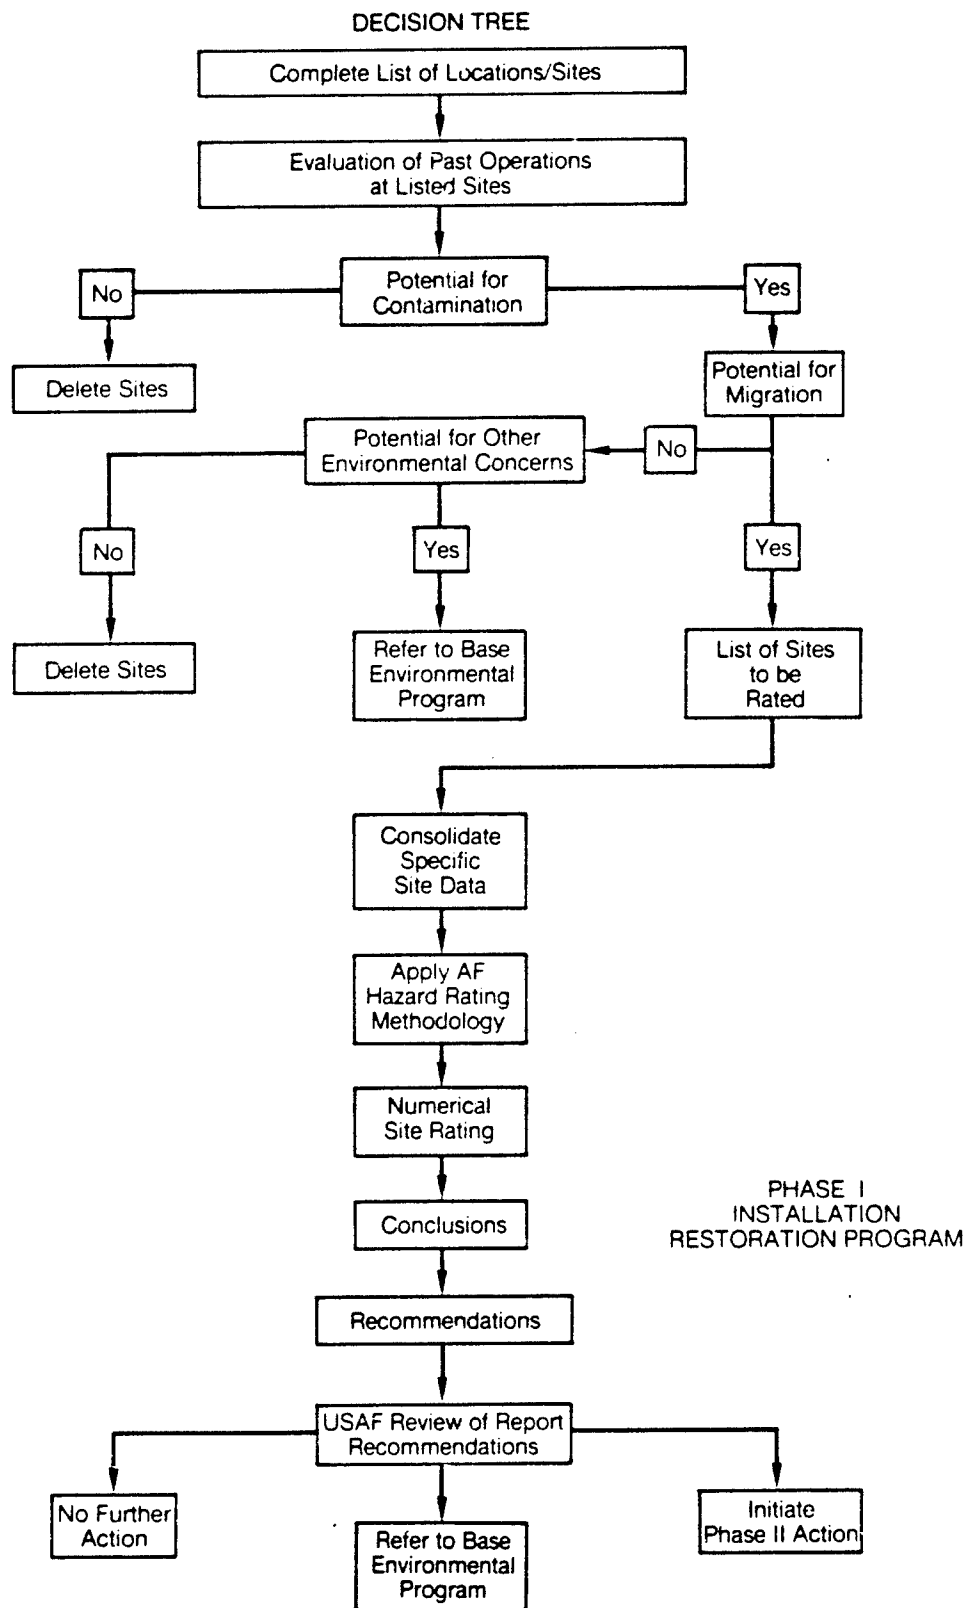 DECISION TREE
Complete List of Locations/Sites
Evaluation of Past Operations
at Listed Sites
No
Potential for
Contamination
Yes
Delete Sites
Potential for
Migration
Potential for Other
Environmental Concerns
No
No
Yes
Yes
Delete Sites
Refer to Base
Environmental
Program
List of Sites
to be
Rated
Consolidate
Specific
Site Data
Apply AF
Hazard Rating
Methodology
Numerical
Site Rating
Conclusions
PHASE I
INSTALLATION
RESTORATION PROGRAM
Recommendations
USAF Review of Report
Recommendations
No Further
Action
Refer to Base
Environmental
Program
Initiate
Phase II Action